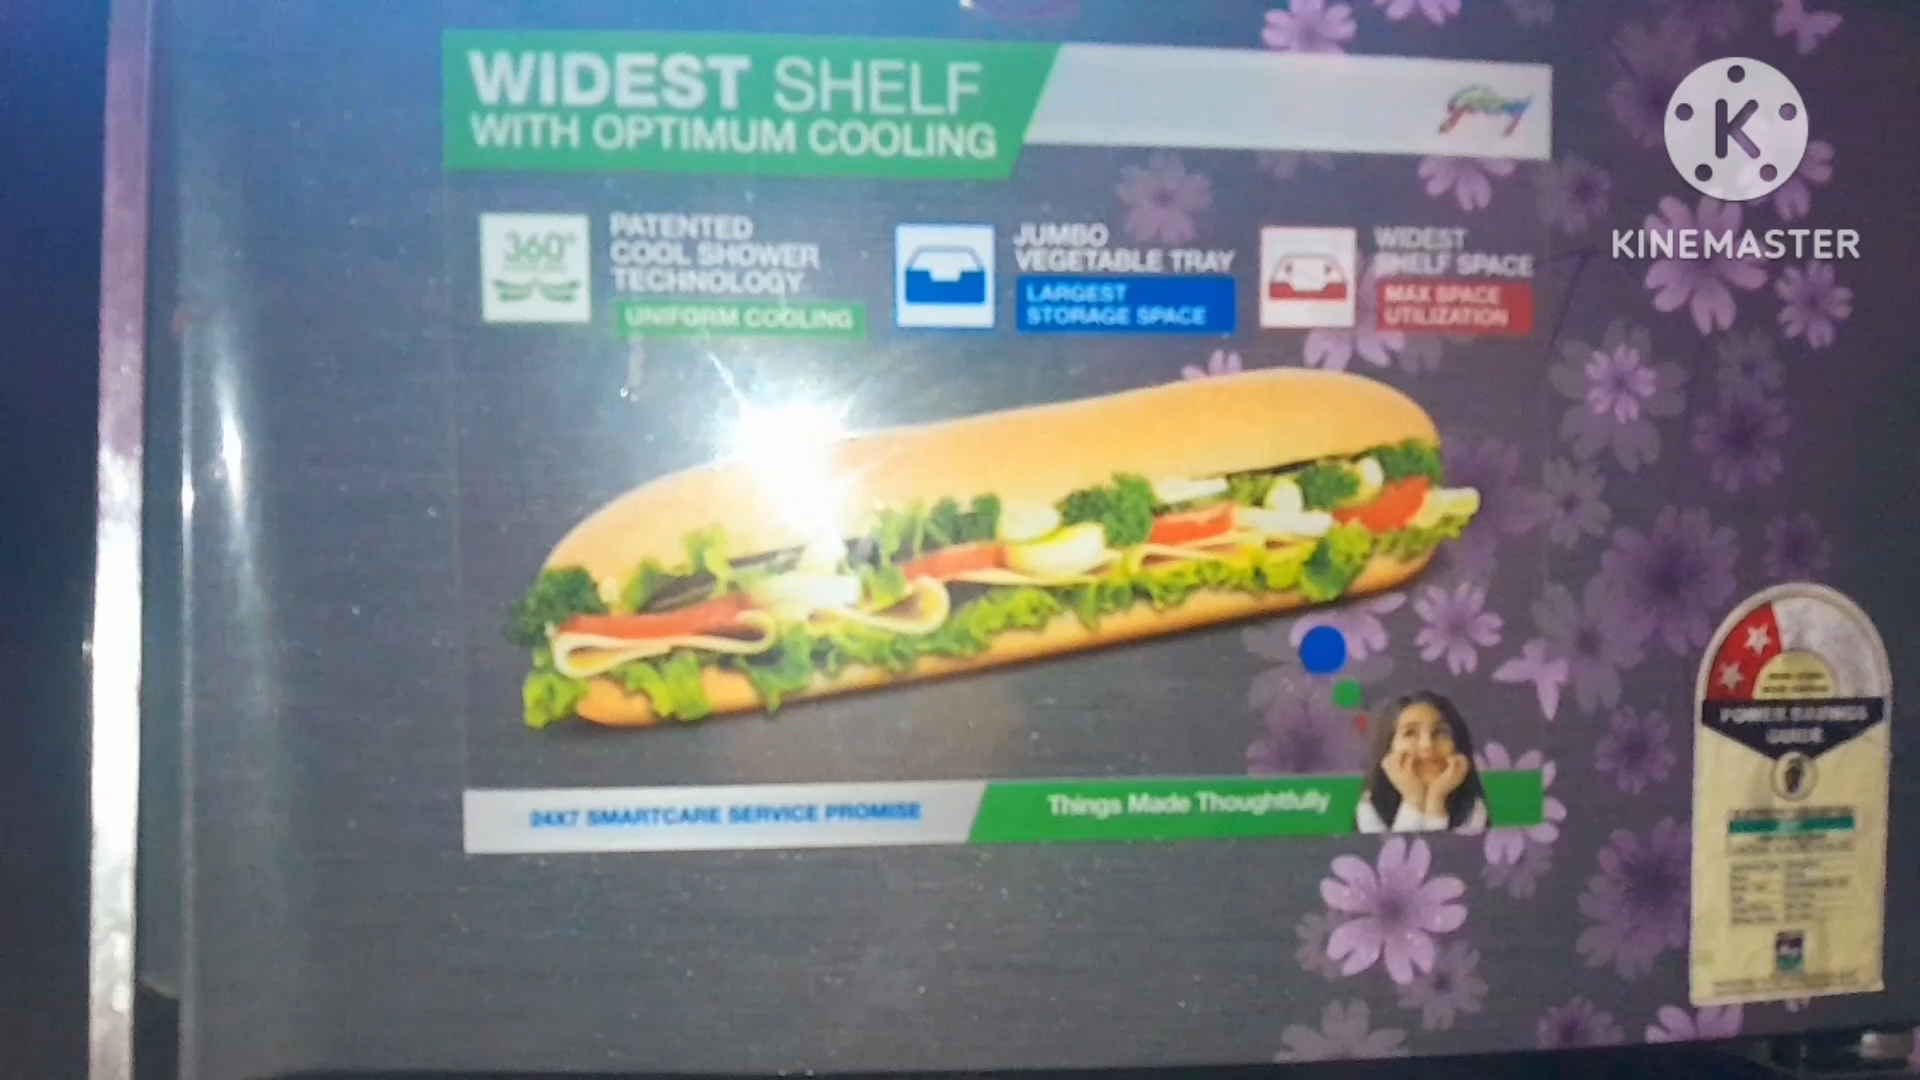 WIDEST SHELF
WITH OPTIMUM COOLING
Godrej
K
KINEMASTER
360°
PATENTED
COOL SHOWER
TECHNOLOGY
UNIFORM COOLING
JUMBO
VEGETABLE TRAY
LARGEST
STORAGE SPACE
WIDEST
SHELF SPACE
MAX SPACE
UTILIZATION
POWER SAVINGS
GUIDE
24X7 SMARTCARE SERVICE PROMISE
Things Made Thoughtfully